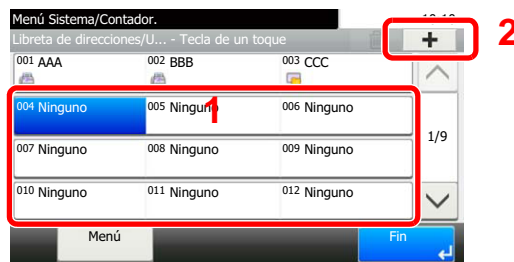 Menú Sistema/Contador.
Libreta de direcciones/U... - Tecla de un toque
+
2
001 AAA 002 BBB 003 CCC
004 Ninguno 005 Ninguno 006 Ninguno
1
007 Ninguno 008 Ninguno 009 Ninguno
1/9
010 Ninguno 011 Ninguno 012 Ninguno
Menú Fin